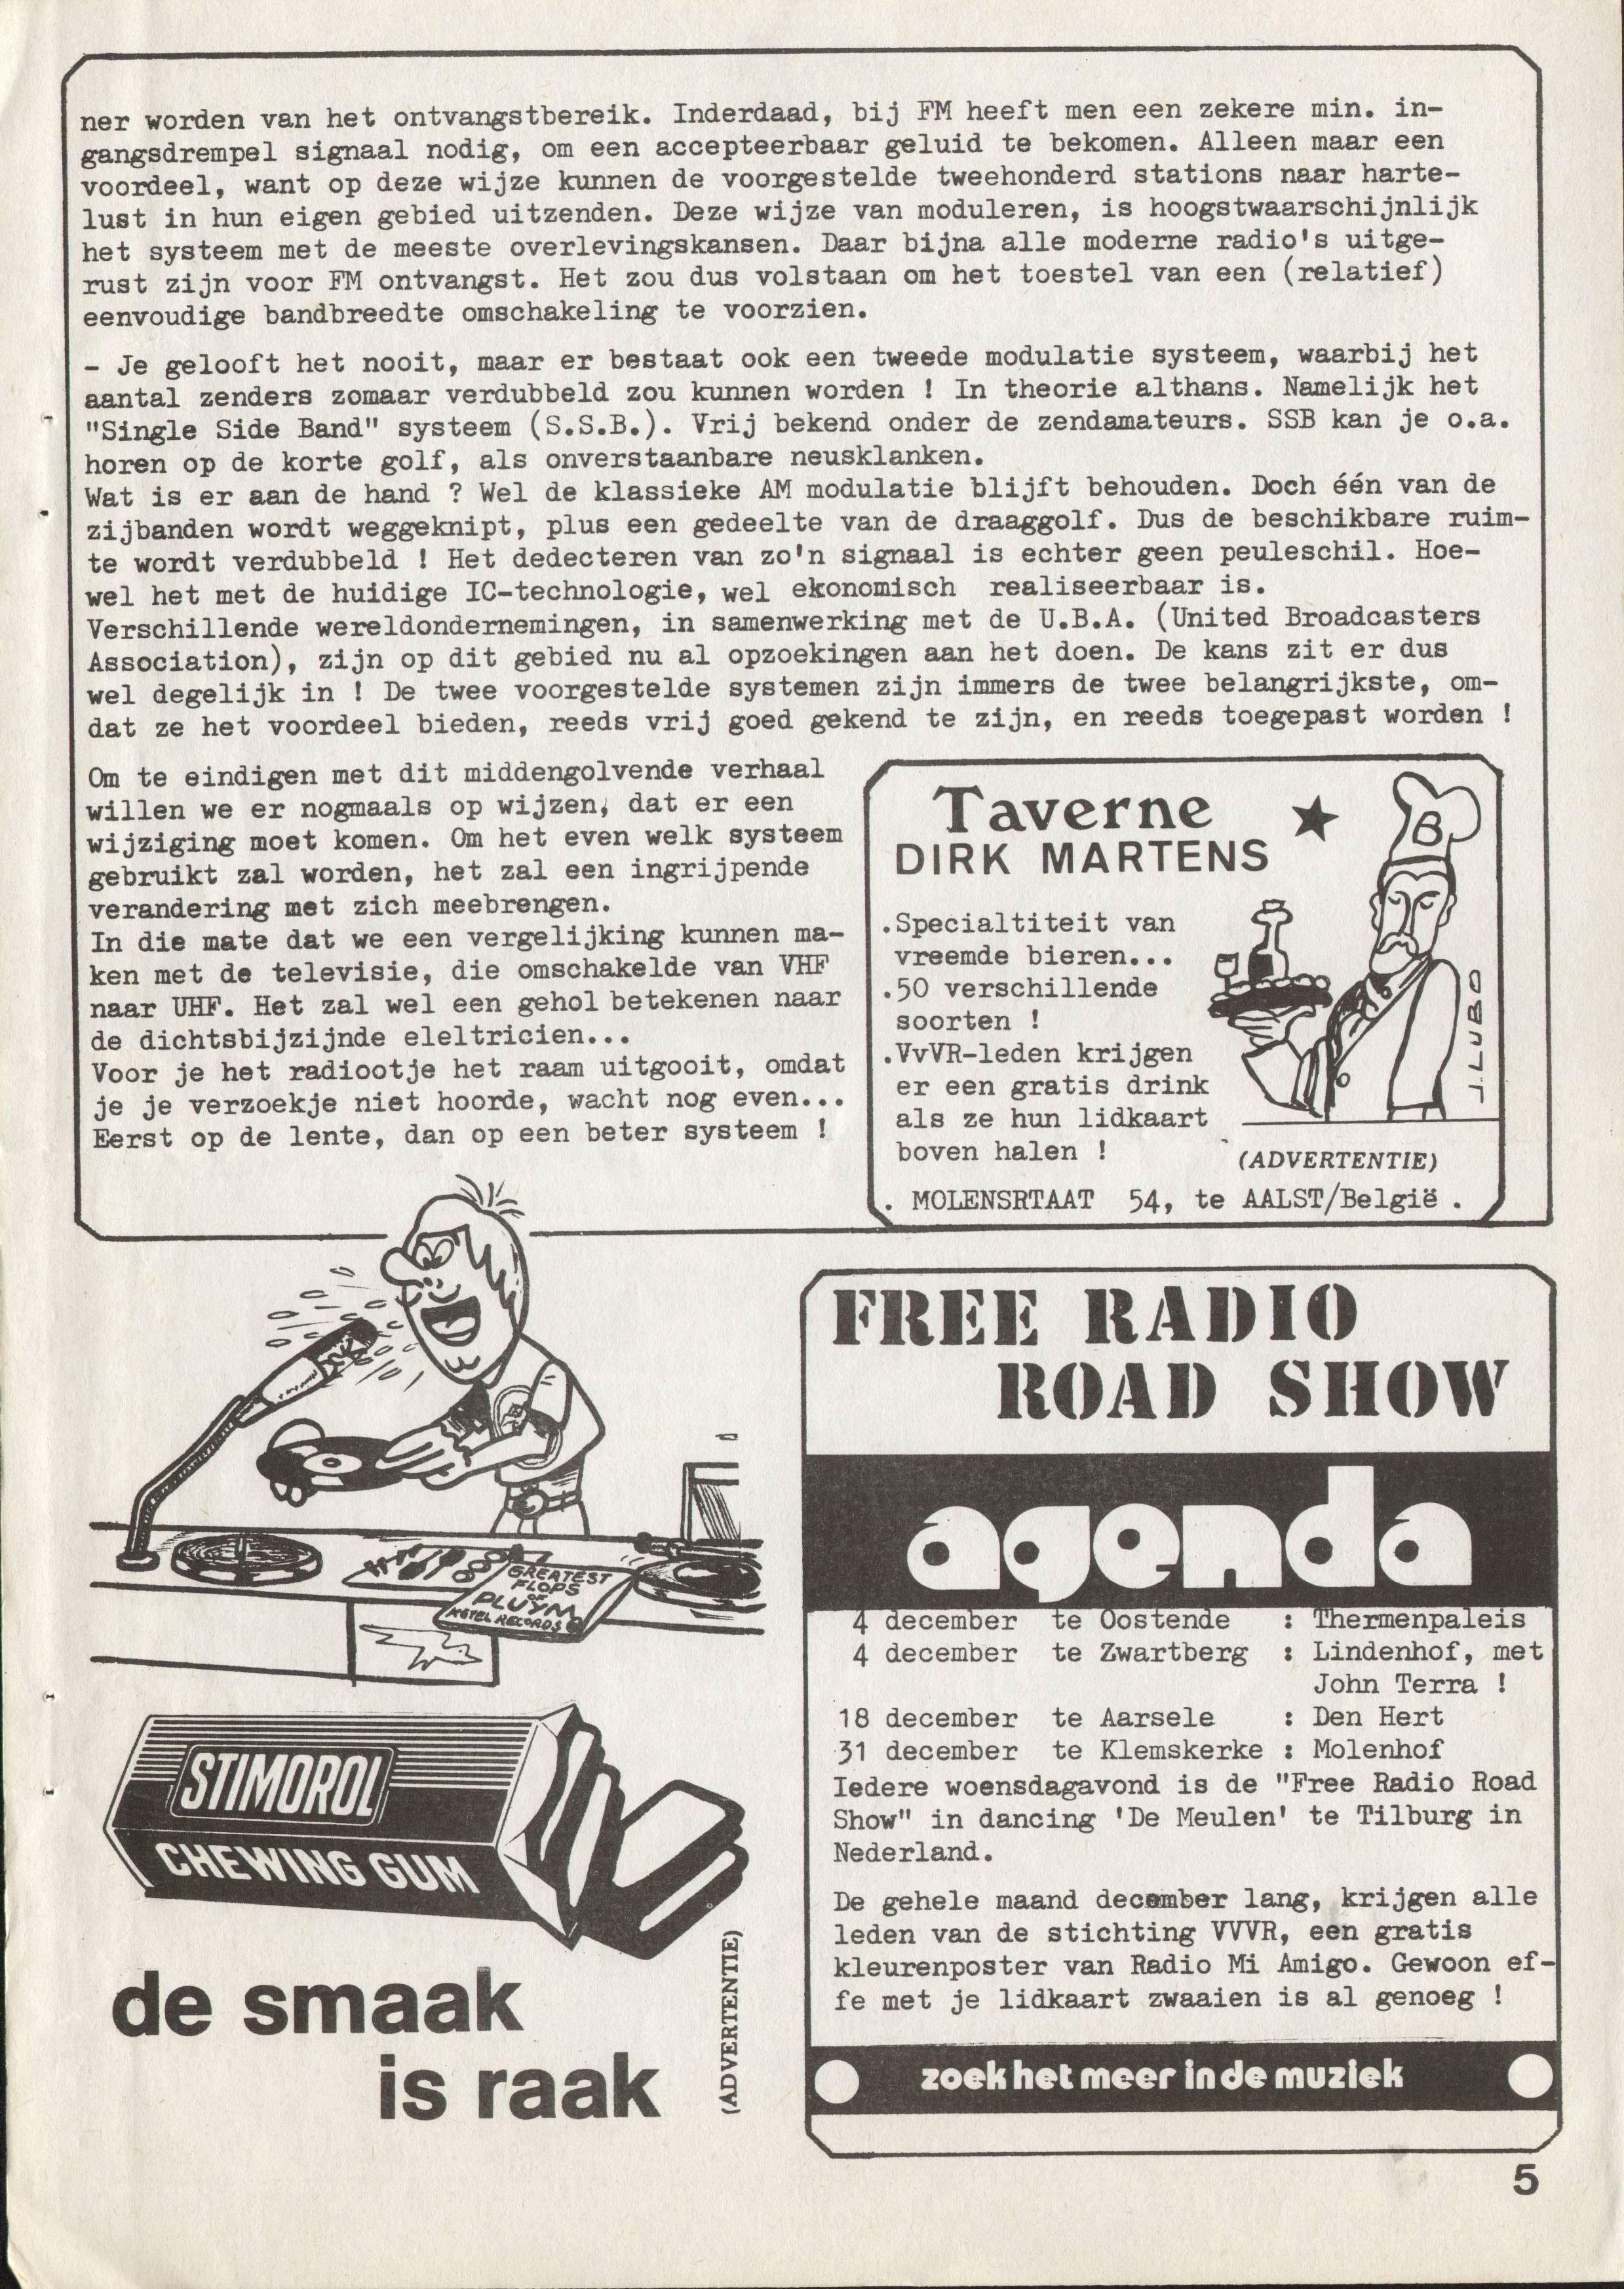 ner worden van het ontvangstbereik. Inderdaad, bij FM heeft men een zekere min. in-
gangsdrempel signaal nodig, om een accepteerbaar geluid te bekomen. Alleen maar een
voordeel, want op deze wijze kunnen de voorgestelde tweehonderd stations naar harte-
lust in hun eigen gebied uitzenden. Deze wijze van moduleren, is hoogstwaarschijnlijk
het systeem met de meeste overlevingskansen. Daar bijna alle moderne radio's uitge-
rust zijn voor FM ontvangst. Het zou dus volstaan om het toestel van een (relatief)
eenvoudige bandbreedte omschakeling te voorzien.
- Je gelooft het nooit, maar er bestaat ook een tweede modulatie systeem, waarbij het
aantal zenders zomaar verdubbeld zou kunnen worden ! In theorie althans. Namelijk het
"Single Side Band" systeem (S.S.B.). Vrij bekend onder de zendamateurs. SSB kan je o.a.
horen op de korte golf, als onverstaanbare neusklanken.
Wat is er aan de hand ? Wel de klassieke AM modulatie blijft behouden. Doch één van de
zijbanden wordt weggeknipt, plus een gedeelte van de draaggolf. Dus de beschikbare ruim-
te wordt verdubbeld ! Het dedecteren van zo'n signaal is echter geen peuleschil. Hoe-
wel het met de huidige IC-technologie, wel ekonomisch realiseerbaar is.
Verschillende wereldondernemingen, in samenwerking met de U.B.A. (United Broadcasters
Association), zijn op dit gebied nu al opzoekingen aan het doen. De kans zit er dus
wel degelijk in ! De twee voorgestelde systemen zijn immers de twee belangrijkste, om-
dat ze het voordeel bieden, reeds vrij goed gekend te zijn, en reeds toegepast worden !
Om te eindigen met dit middengolvende verhaal
willen we er nogmaals op wijzen, dat er een
wijziging moet komen. Om het even welk systeem
gebruikt zal worden, het zal een ingrijpende
verandering met zich meebrengen.
In die mate dat we een vergelijking kunnen ma-
ken met de televisie, die omschakelde van VHF
naar UHF. Het zal wel een gehol betekenen naar
de dichtsbijzijnde eleltricien...
Voor je het radiootje het raam uitgooit, omdat
je je verzoekje niet hoorde, wacht nog even...
Eerst op de lente, dan op een beter systeem !
Taverne
DIRK MARTENS
B
.Specialtiteit van
vreemde bieren...
.50 verschillende
soorten !
.VvVR-leden krijgen
er een gratis drink
als ze hun lidkaart
boven halen !
J. LUBO
(ADVERTENTIE)
. MOLENSRTAAT 54, te AALST/België .
GREATEST
FLOPS
OF
PLUYM
KETEL RECORDS
STIMOROL
CHEWING GUM
de smaak
is raak
(ADVERTENTIE)
FREE RADIO
ROAD SHOW
agenda
4 december te Oostende : Thermenpaleis
4 december te Zwartberg : Lindenhof, met
John Terra !
18 december te Aarsele : Den Hert
31 december te Klemskerke : Molenhof
Iedere woensdagavond is de "Free Radio Road
Show" in dancing 'De Meulen' te Tilburg in
Nederland.
De gehele maand december lang, krijgen alle
leden van de stichting VVVR, een gratis
kleurenposter van Radio Mi Amigo. Gewoon ef-
fe met je lidkaart zwaaien is al genoeg !
zoek het meer in de muziek
5